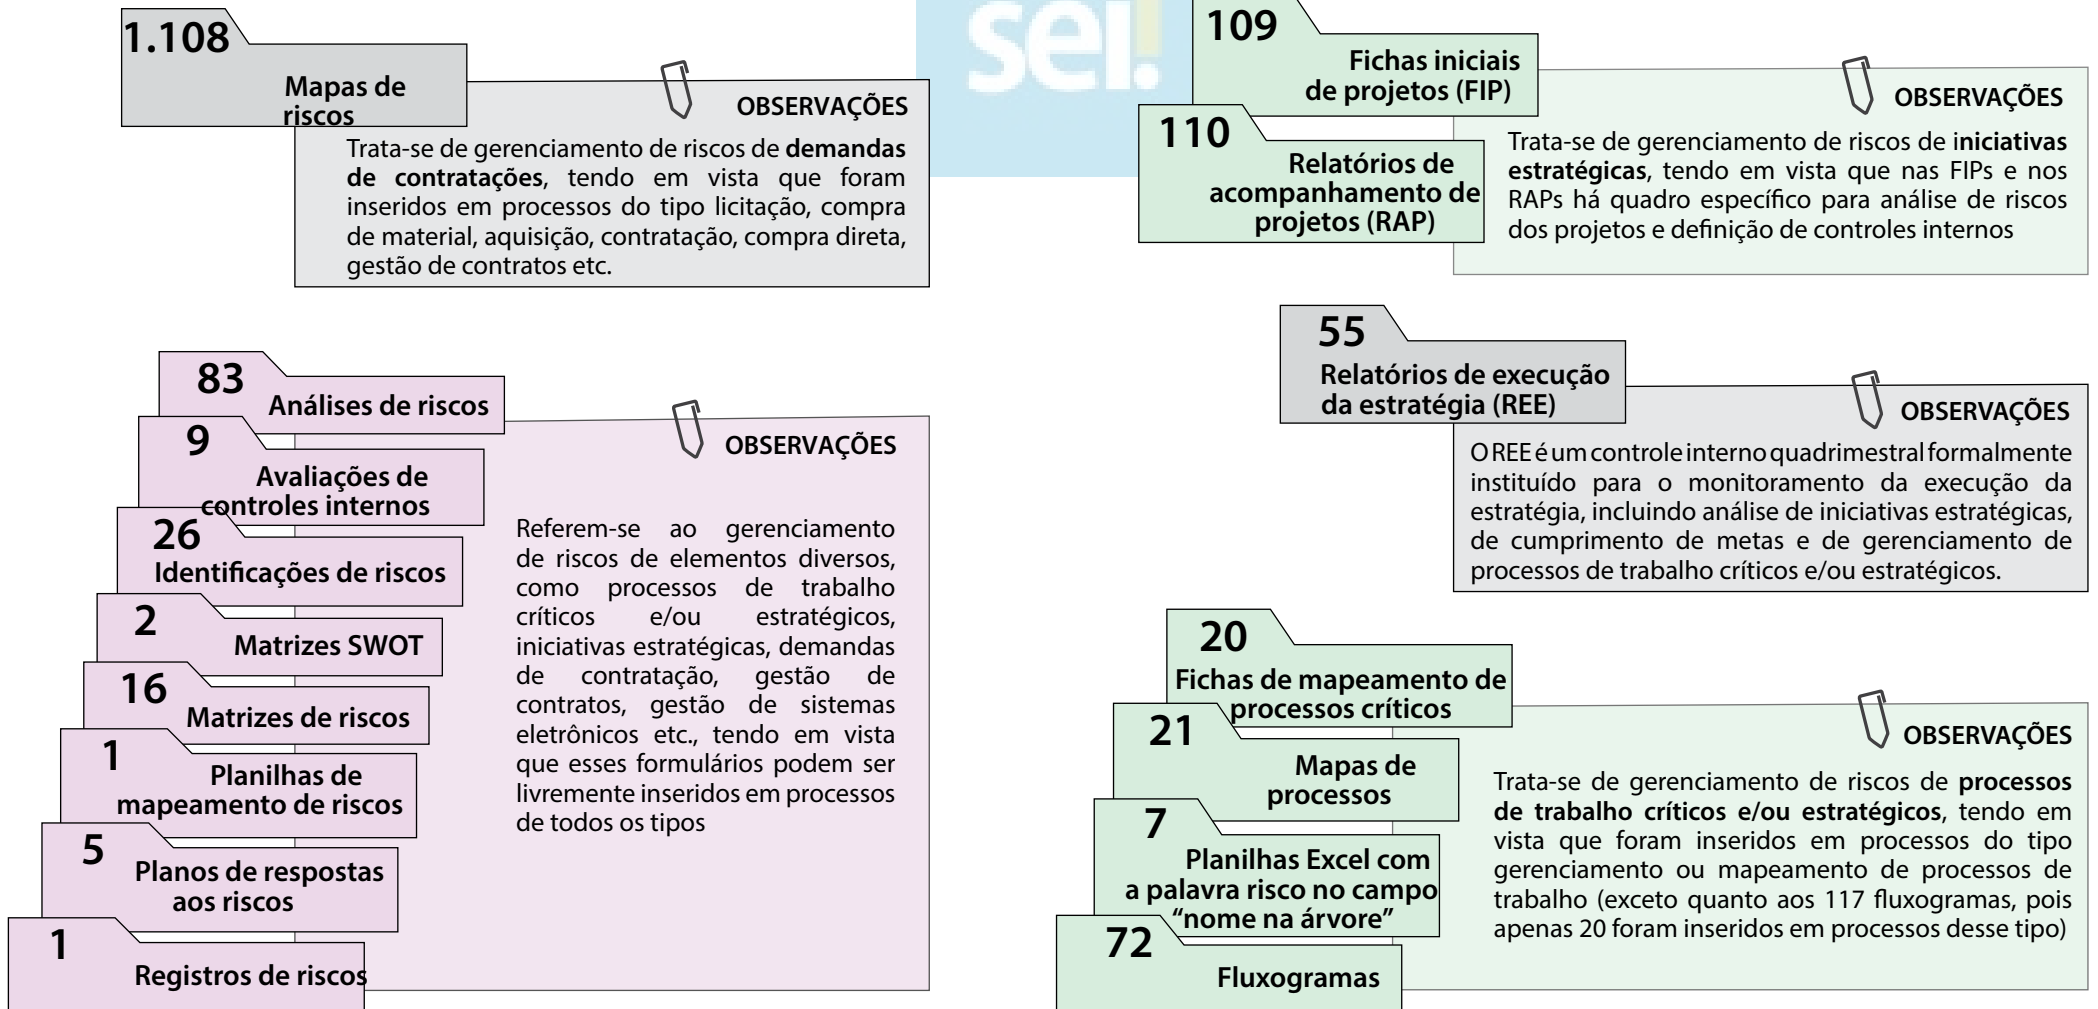 1.108
Mapas de
riscos
OBSERVAÇÕES
Trata-se de gerenciamento de riscos de demandas
de contratações, tendo em vista que foram
inseridos em processos do tipo licitação, compra
de material, aquisição, contratação, compra direta,
gestão de contratos etc.
83
Análises de riscos
9
Avaliações de
controles internos
26
Identificações de riscos
2
Matrizes SWOT
16
Matrizes de riscos
1
Planilhas de
mapeamento de riscos
5
Planos de respostas
aos riscos
1
Registros de riscos
OBSERVAÇÕES
Referem-se ao gerenciamento
de riscos de elementos diversos,
como processos de trabalho
críticos e/ou estratégicos,
iniciativas estratégicas, demandas
de contratação, gestão de
contratos, gestão de sistemas
eletrônicos etc., tendo em vista
que esses formulários podem ser
livremente inseridos em processos
de todos os tipos
sei!
109
Fichas iniciais
de projetos (FIP)
110
Relatórios de
acompanhamento de
projetos (RAP)
OBSERVAÇÕES
Trata-se de gerenciamento de riscos de iniciativas
estratégicas, tendo em vista que nas FIPs e nos
RAPs há quadro específico para análise de riscos
dos projetos e definição de controles internos
55
Relatórios de execução
da estratégia (REE)
OBSERVAÇÕES
O REE é um controle interno quadrimestral formalmente
instituído para o monitoramento da execução da
estratégia, incluindo análise de iniciativas estratégicas,
de cumprimento de metas e de gerenciamento de
processos de trabalho críticos e/ou estratégicos.
20
Fichas de mapeamento de
processos críticos
21
Mapas de
processos
7
Planilhas Excel com
a palavra risco no campo
“nome na árvore”
72
Fluxogramas
OBSERVAÇÕES
Trata-se de gerenciamento de riscos de processos
de trabalho críticos e/ou estratégicos, tendo em
vista que foram inseridos em processos do tipo
gerenciamento ou mapeamento de processos de
trabalho (exceto quanto aos 117 fluxogramas, pois
apenas 20 foram inseridos em processos desse tipo)